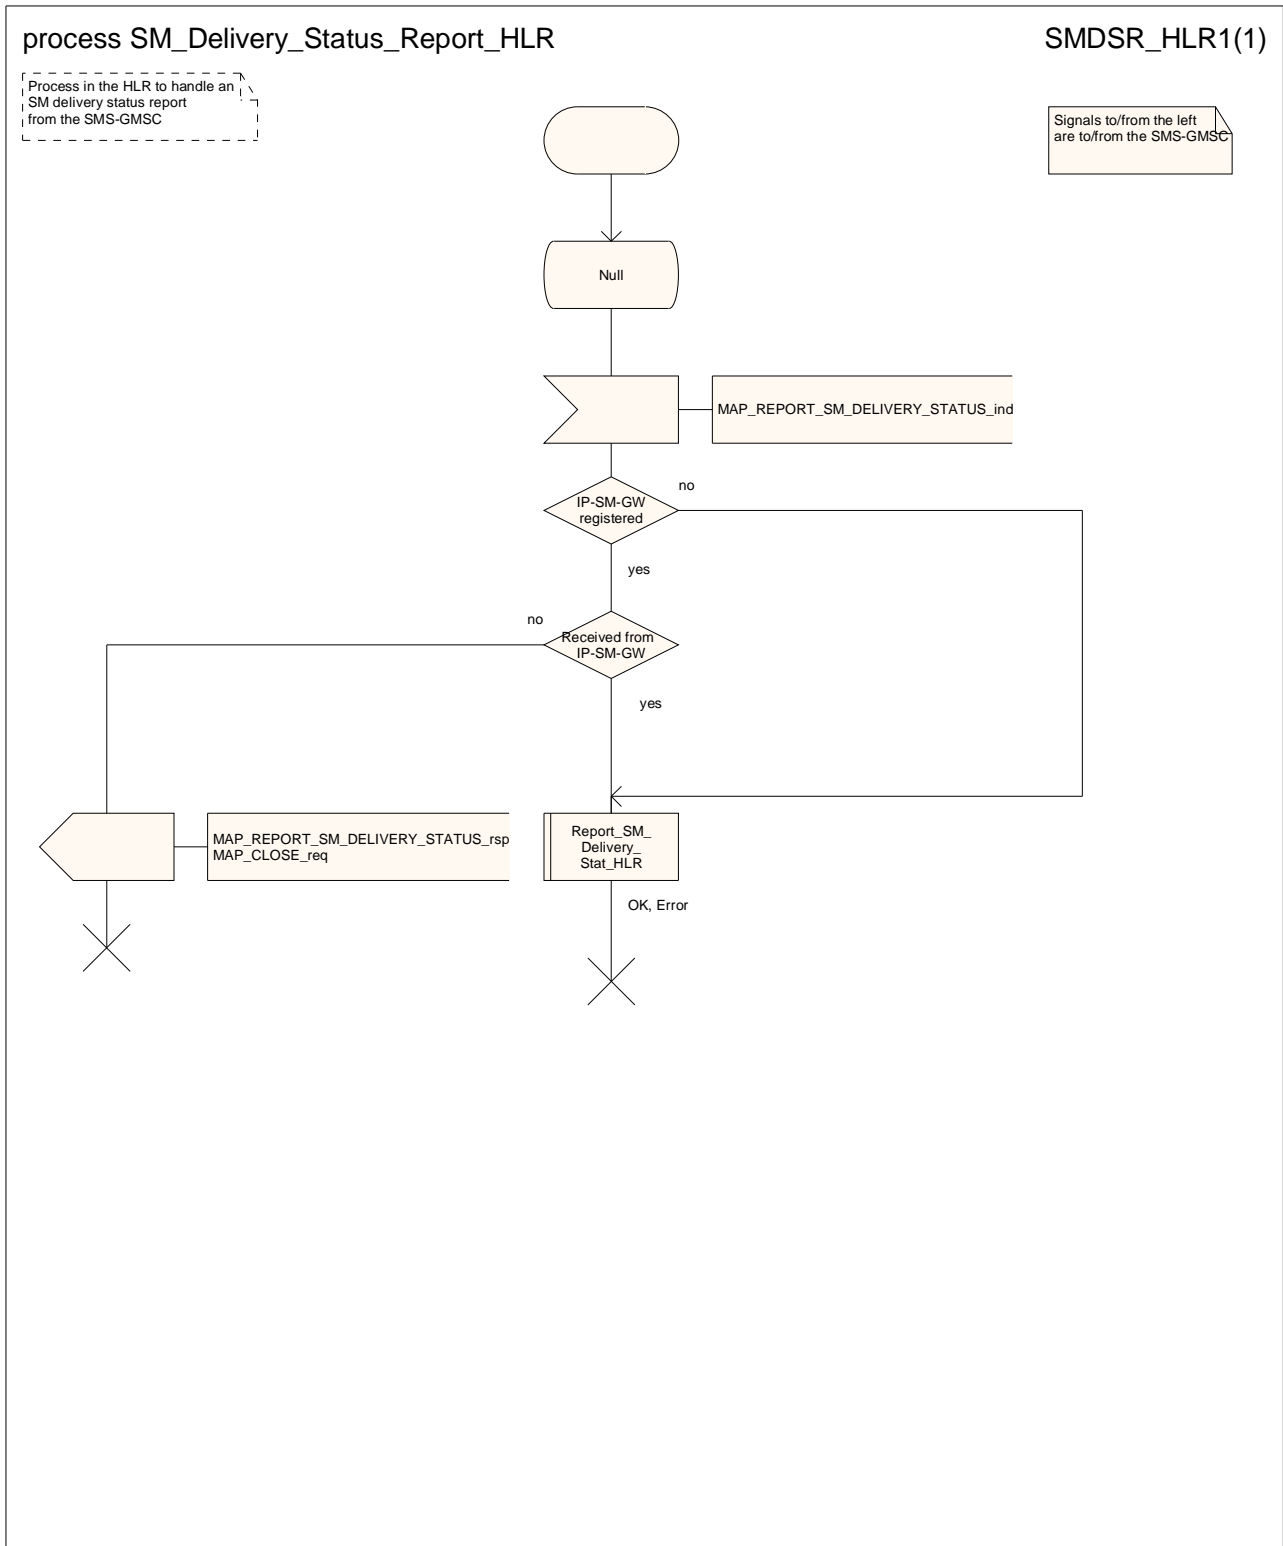 process SM_Delivery_Status_Report_HLR
SMDSR_HLR1(1)
Process in the HLR to handle an
SM delivery status report
from the SMS-GMSC
Signals to/from the left
are to/from the SMS-GMSC
Null
MAP_REPORT_SM_DELIVERY_STATUS_ind
IP-SM-GW
registered
no
yes
no
Received from
IP-SM-GW
yes
MAP_REPORT_SM_DELIVERY_STATUS_rsp
MAP_CLOSE_req
Report_SM_
Delivery_
Stat_HLR
OK, Error